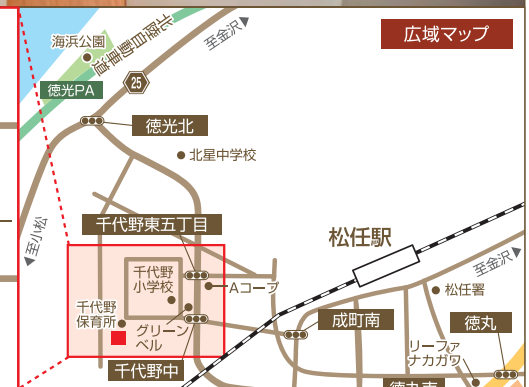 広域マップ
海浜公園
北陸自動車道
至金沢
25
徳光PA
徳光北
北星中学校
至小松
千代野東五丁目
松任駅
千代野
小学校
Aコープ
至金沢
松任署
千代野
保育所
グリーン
ベル
成町南
徳丸
リーファ
ナカガワ
千代野中
徳丸南